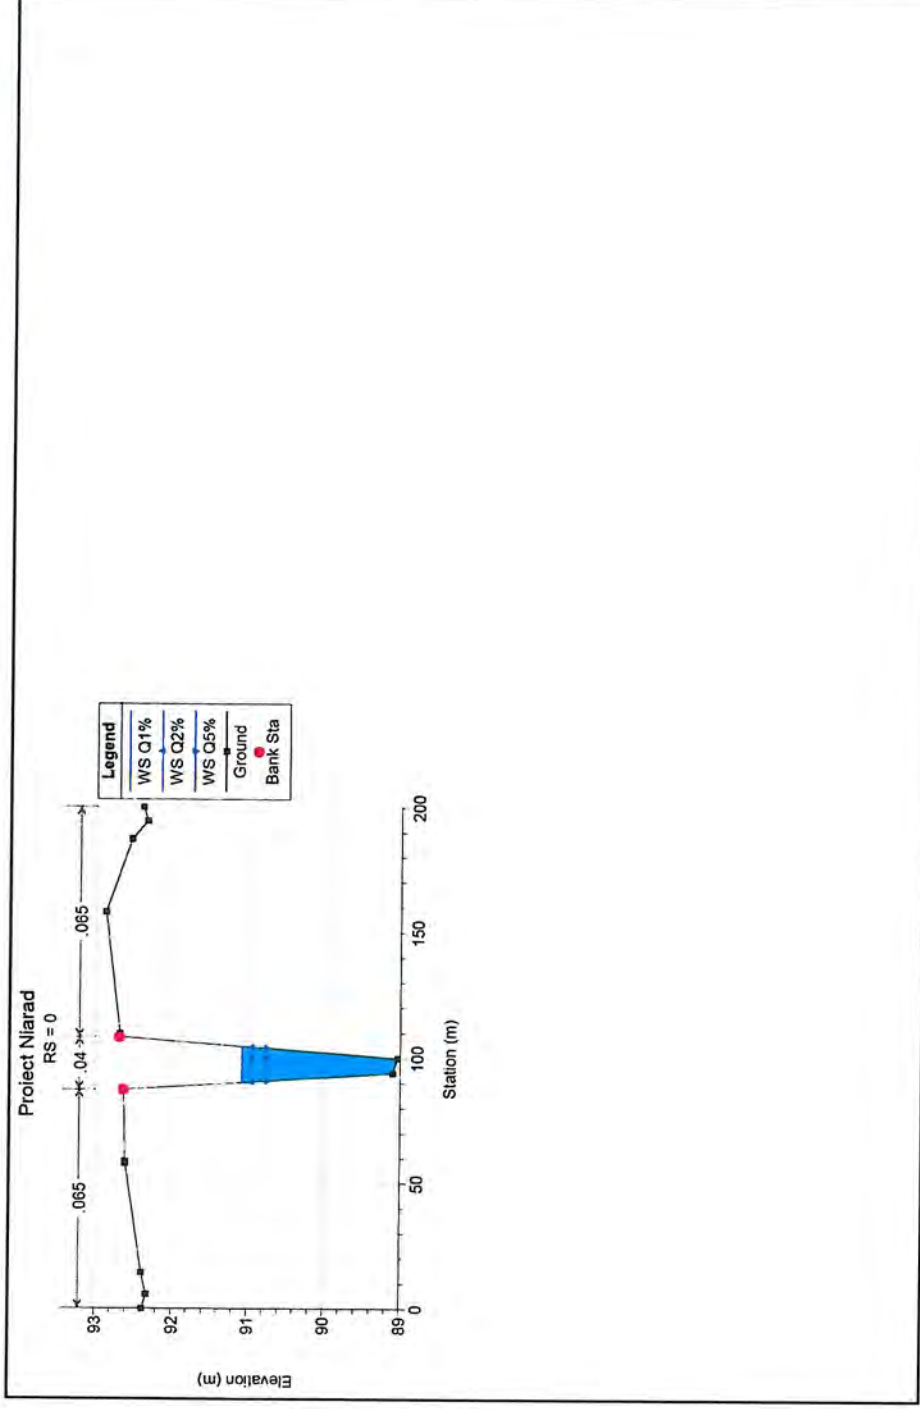 Project Niarad
RS = 0
.065
.04
.065
Legend
WS Q1%
WS Q2%
WS Q5%
Ground
Bank Sta
93
92
91
90
89
Elevation (m)
0
50
100
150
200
Station (m)